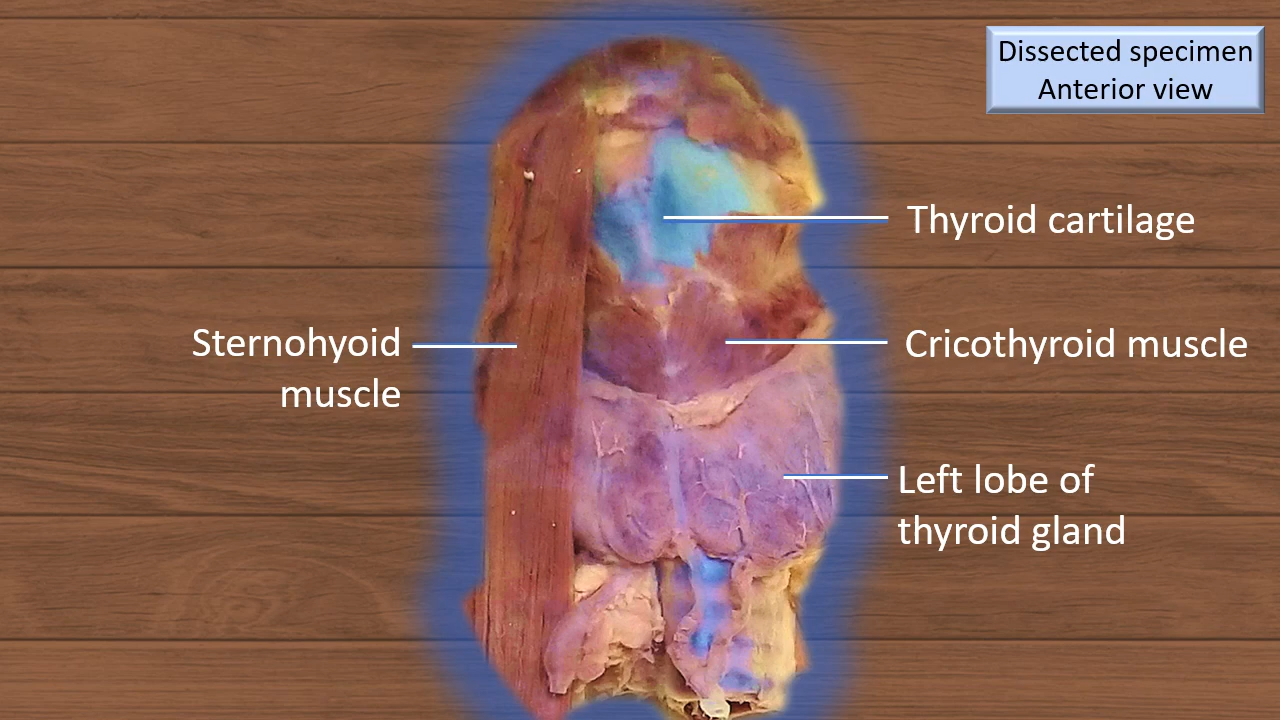 Dissected specimen
Anterior view
Thyroid cartilage
Sternohyoid
muscle
Cricothyroid muscle
Left lobe of
thyroid gland